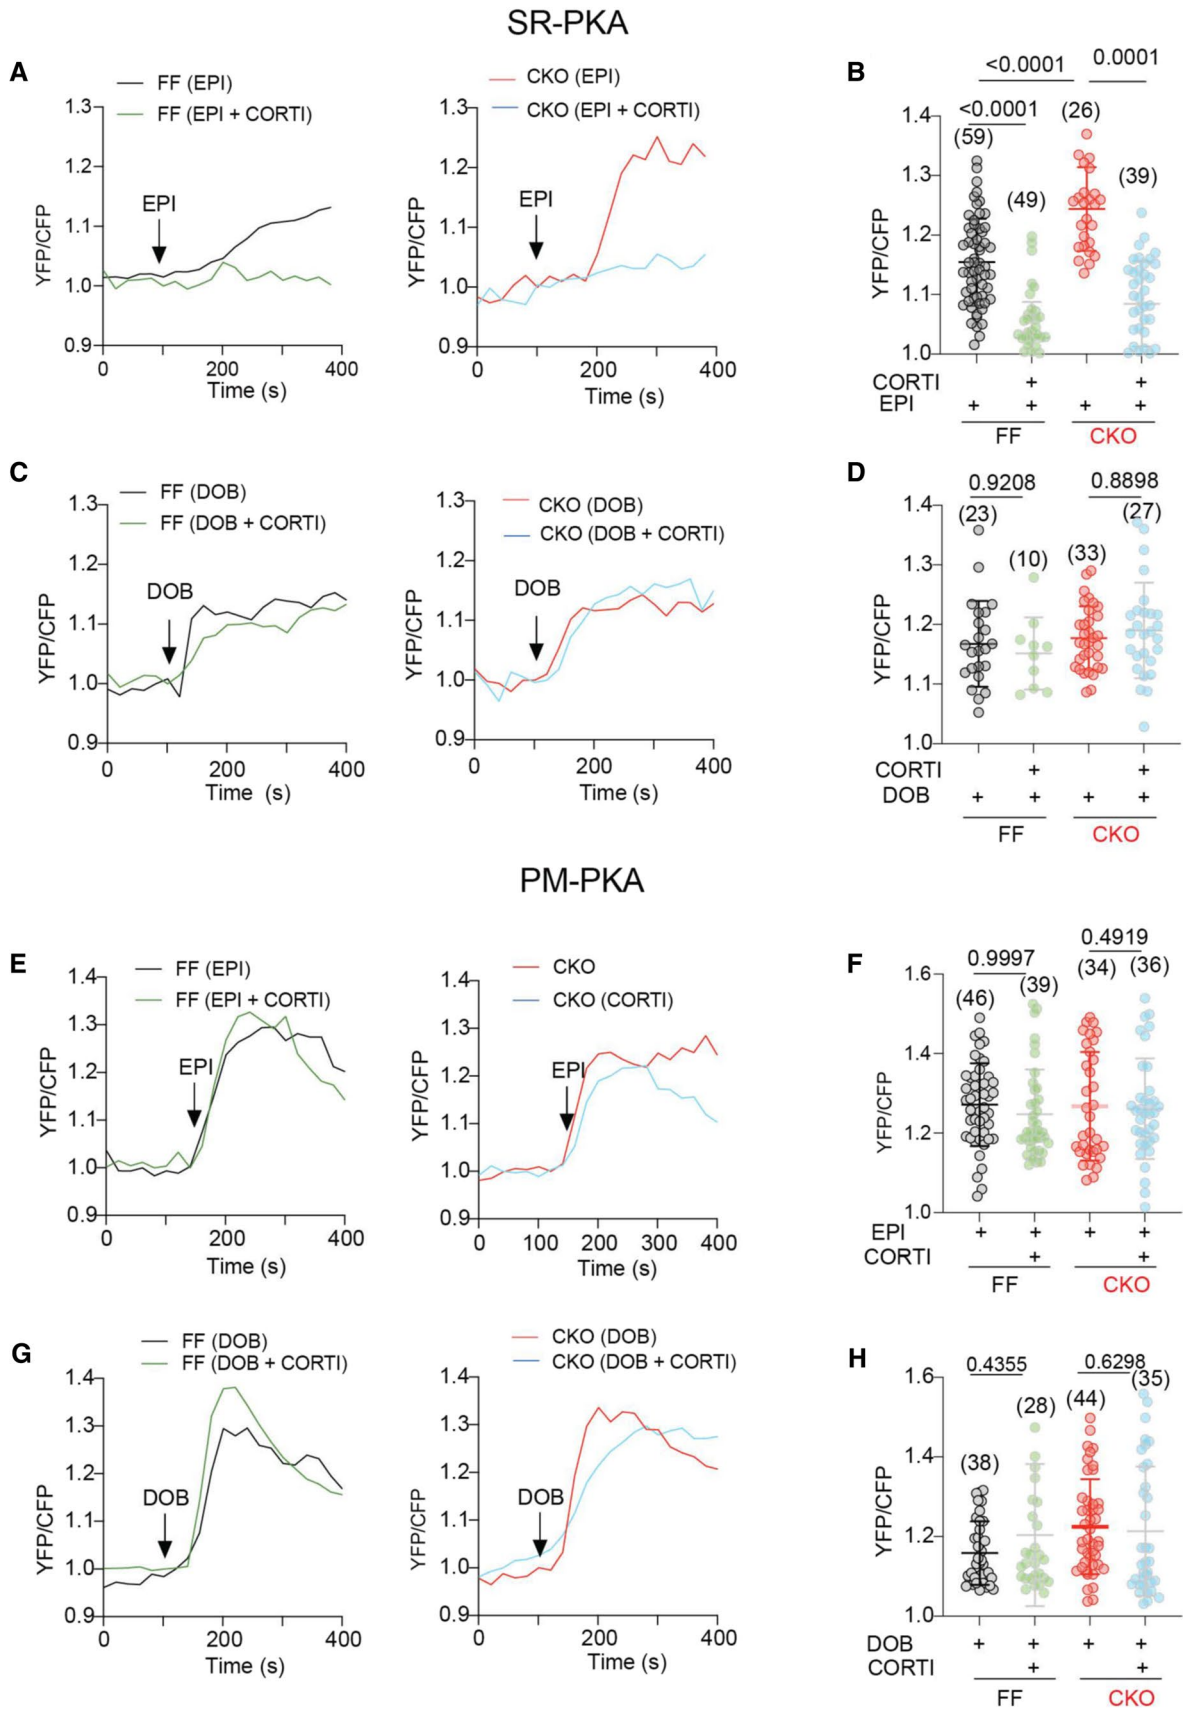 SR-PKA
A
FF (EPI)
FF (EPI + CORTI)
YFP/CFP
1.3
1.2
1.1
1.0
0.9
EPI
0
200
400
Time (s)
CKO (EPI)
CKO (EPI + CORTI)
YFP/CFP
1.3
1.2
1.1
1.0
0.9
EPI
0
200
400
Time (s)
B
<0.0001
0.0001
<0.0001
(26)
(59)
(49)
(39)
YFP/CFP
1.4
1.3
1.2
1.1
1.0
CORTI + +
EPI + + + +
FF
CKO
C
FF (DOB)
FF (DOB + CORTI)
YFP/CFP
1.3
1.2
1.1
1.0
0.9
DOB
0
200
400
Time (s)
CKO (DOB)
CKO (DOB + CORTI)
YFP/CFP
1.3
1.2
1.1
1.0
0.9
DOB
0
200
400
Time (s)
D
0.9208
0.8898
(23)
(10)
(33)
(27)
YFP/CFP
1.4
1.3
1.2
1.1
1.0
CORTI + +
DOB + + + +
FF
CKO
PM-PKA
E
FF (EPI)
FF (EPI + CORTI)
YFP/CFP
1.4
1.3
1.2
1.1
1.0
0.9
EPI
0
200
400
Time (s)
CKO
CKO (CORTI)
YFP/CFP
1.4
1.3
1.2
1.1
1.0
0.9
EPI
0
100
200
300
400
Time (s)
F
0.9997
0.4919
(46)
(39)
(34)
(36)
YFP/CFP
1.6
1.4
1.2
1.0
EPI + + + +
CORTI + +
FF
CKO
G
FF (DOB)
FF (DOB + CORTI)
YFP/CFP
1.4
1.3
1.2
1.1
1.0
0.9
DOB
0
200
400
Time (s)
CKO (DOB)
CKO (DOB + CORTI)
YFP/CFP
1.4
1.3
1.2
1.1
1.0
0.9
DOB
0
200
400
Time (s)
H
0.4355
0.6298
(38)
(28)
(44)
(35)
YFP/CFP
1.6
1.4
1.2
1.0
DOB + + + +
CORTI + +
FF
CKO